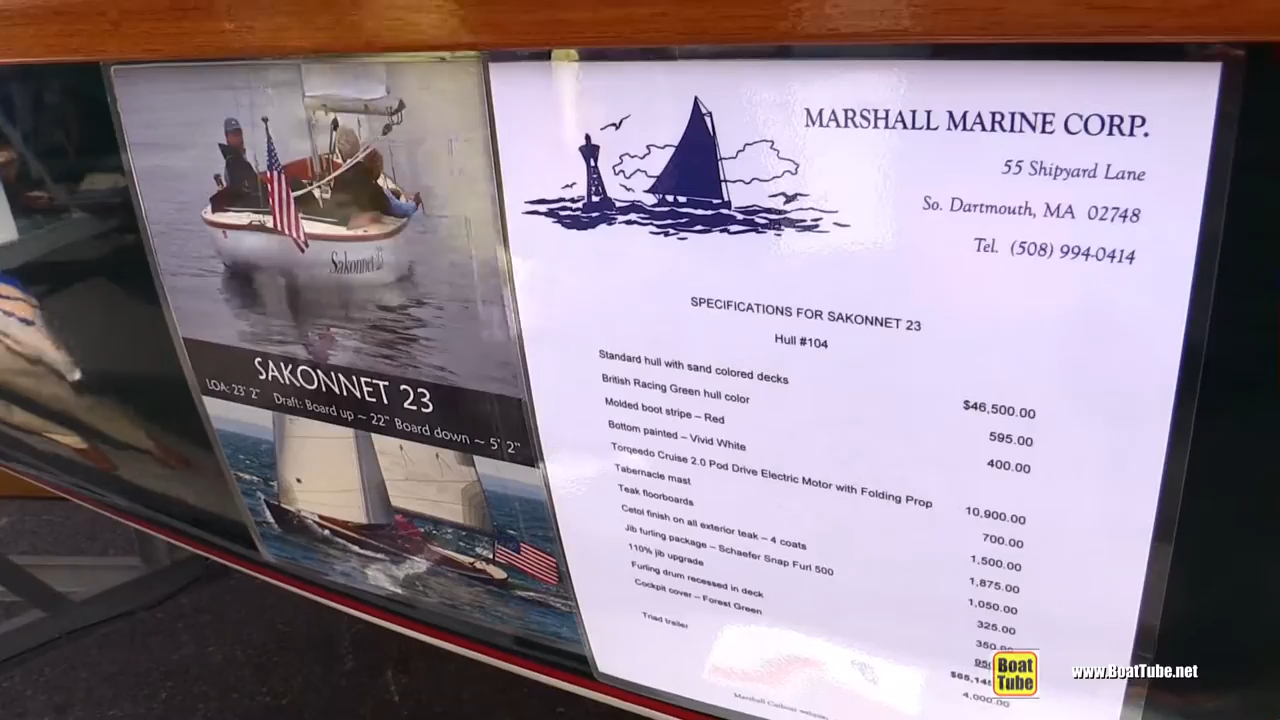 Sakonnet 23
SAKONNET 23
LOA: 23' 2" Draft: Board up ~ 22" Board down ~ 5' 2"
MARSHALL MARINE CORP.
55 Shipyard Lane
So. Dartmouth, MA 02748
Tel. (508) 994-0414
SPECIFICATIONS FOR SAKONNET 23
Hull #104
Standard hull with sand colored decks $46,500.00
British Racing Green hull color 595.00
Molded boot stripe – Red 400.00
Bottom painted – Vivid White
Torqeedo Cruise 2.0 Pod Drive Electric Motor with Folding Prop 10,900.00
Tabernacle mast 700.00
Teak floorboards 1,500.00
Cetol finish on all exterior teak – 4 coats 1,875.00
Jib furling package – Schaefer Snap Furl 500 1,050.00
110% jib upgrade 325.00
Furling drum recessed in deck 350.00
Cockpit cover – Forest Green
Triad trailer 4,000.00
Boat
Tube
www.BoatTube.net